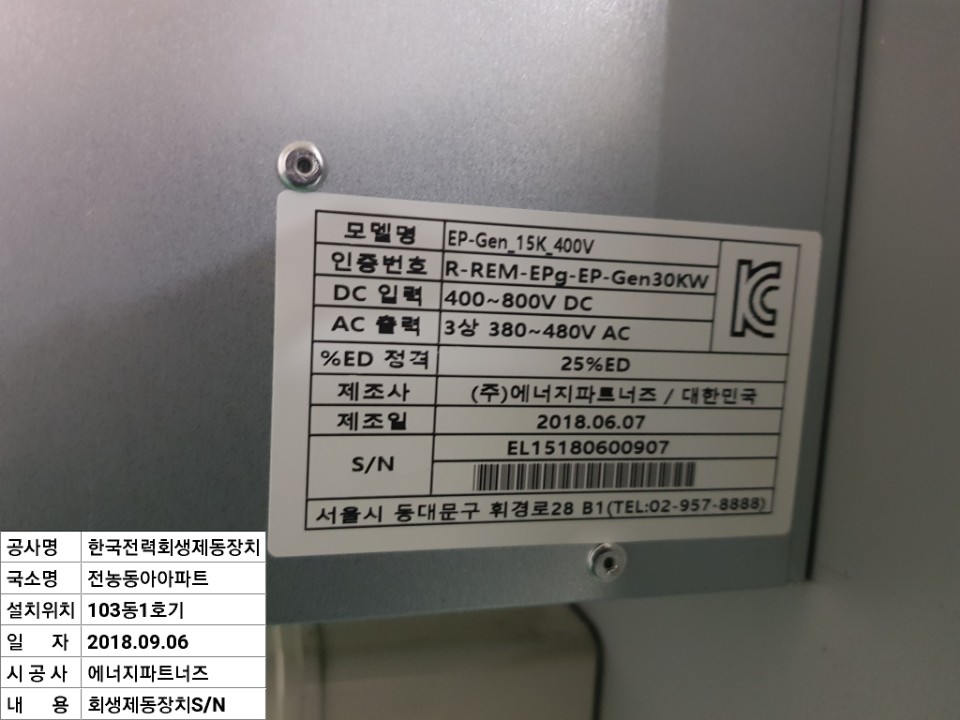 모델명 EP-Gen_15K_400V
인증번호 R-REM-EPg-EP-Gen30KW
DC 입력 400~800V DC
AC 출력 3상 380~480V AC
%ED 정격 25%ED
제조사 (주)에너지파트너즈 / 대한민국
제조일 2018.06.07
S/N EL15180600907
서울시 동대문구 휘경로28 B1(TEL:02-957-8888)
공사명 한국전력회생제동장치
국소명 전농동아아파트
설치위치 103동1호기
일 자 2018.09.06
시 공 사 에너지파트너즈
내 용 회생제동장치S/N